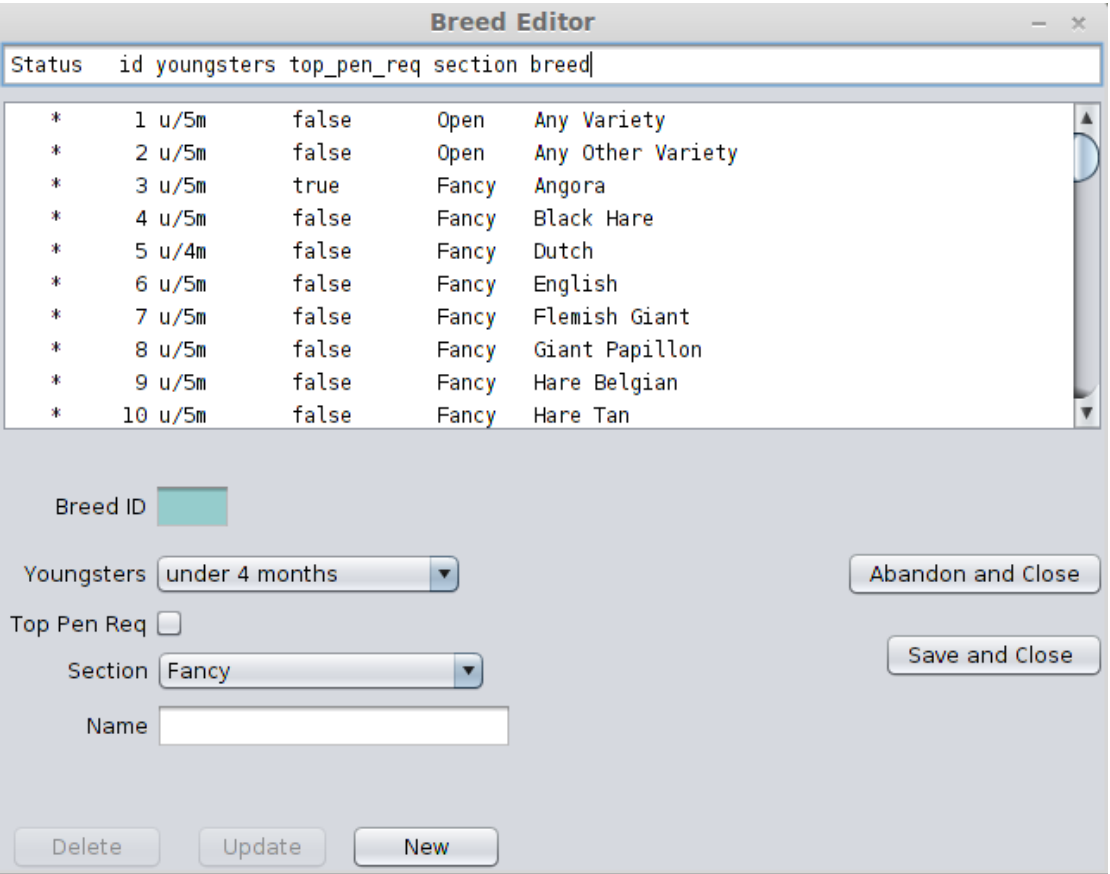 Breed Editor
Status id youngsters top_pen_req section breed
* 1 u/5m false Open Any Variety
* 2 u/5m false Open Any Other Variety
* 3 u/5m true Fancy Angora
* 4 u/5m false Fancy Black Hare
* 5 u/4m false Fancy Dutch
* 6 u/5m false Fancy English
* 7 u/5m false Fancy Flemish Giant
* 8 u/5m false Fancy Giant Papillon
* 9 u/5m false Fancy Hare Belgian
* 10 u/5m false Fancy Hare Tan
Breed ID
Youngsters under 4 months
Abandon and Close
Top Pen Req
Section Fancy
Save and Close
Name
Delete Update New